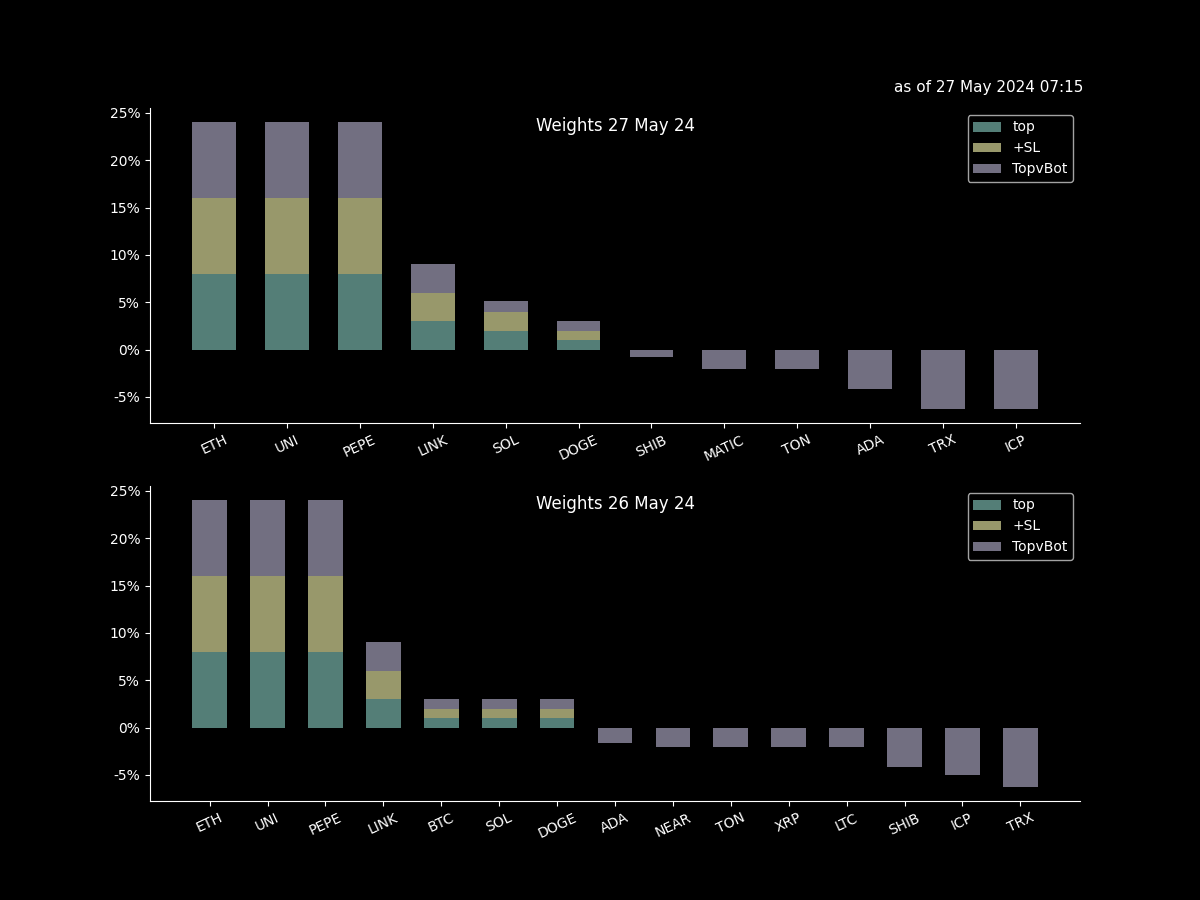 as of 27 May 2024 07:15
Weights 27 May 24
25%
20%
15%
10%
5%
0%
-5%
top
+SL
TopvBot
ETH UNI PEPE LINK SOL DOGE SHIB MATIC TON ADA TRX ICP
Weights 26 May 24
25%
20%
15%
10%
5%
0%
-5%
top
+SL
TopvBot
ETH UNI PEPE LINK BTC SOL DOGE ADA NEAR TON XRP LTC SHIB ICP TRX